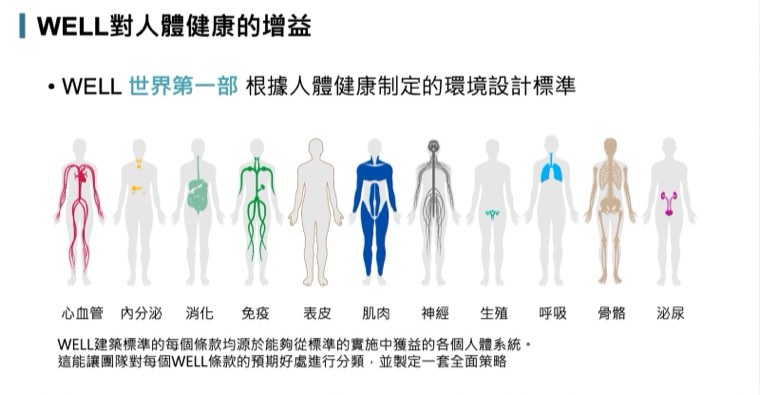 WELL對人體健康的增益
• WELL 世界第一部 根據人體健康制定的環境設計標準
心血管 內分泌 消化 免疫 表皮 肌肉 神經 生殖 呼吸 骨骼 泌尿
WELL建築標準的每個條款均源於能夠從標準的實施中獲益的各個人體系統。
這能讓團隊對每個WELL條款的預期好處進行分類，並製定一套全面策略